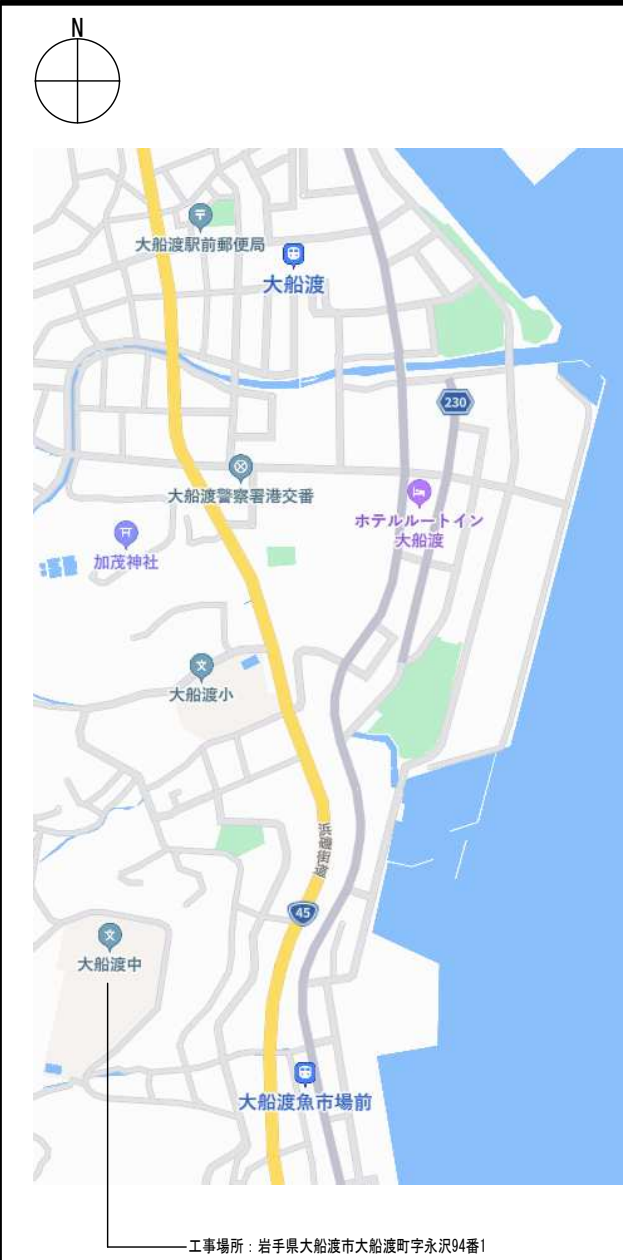 N
大船渡駅前郵便局
大船渡
230
大船渡警察署港交番
ホテルルートイン
大船渡
加茂神社
大船渡小
浜磯街道
45
大船渡中
大船渡魚市場前
工事場所：岩手県大船渡市大船渡町字永沢94番1